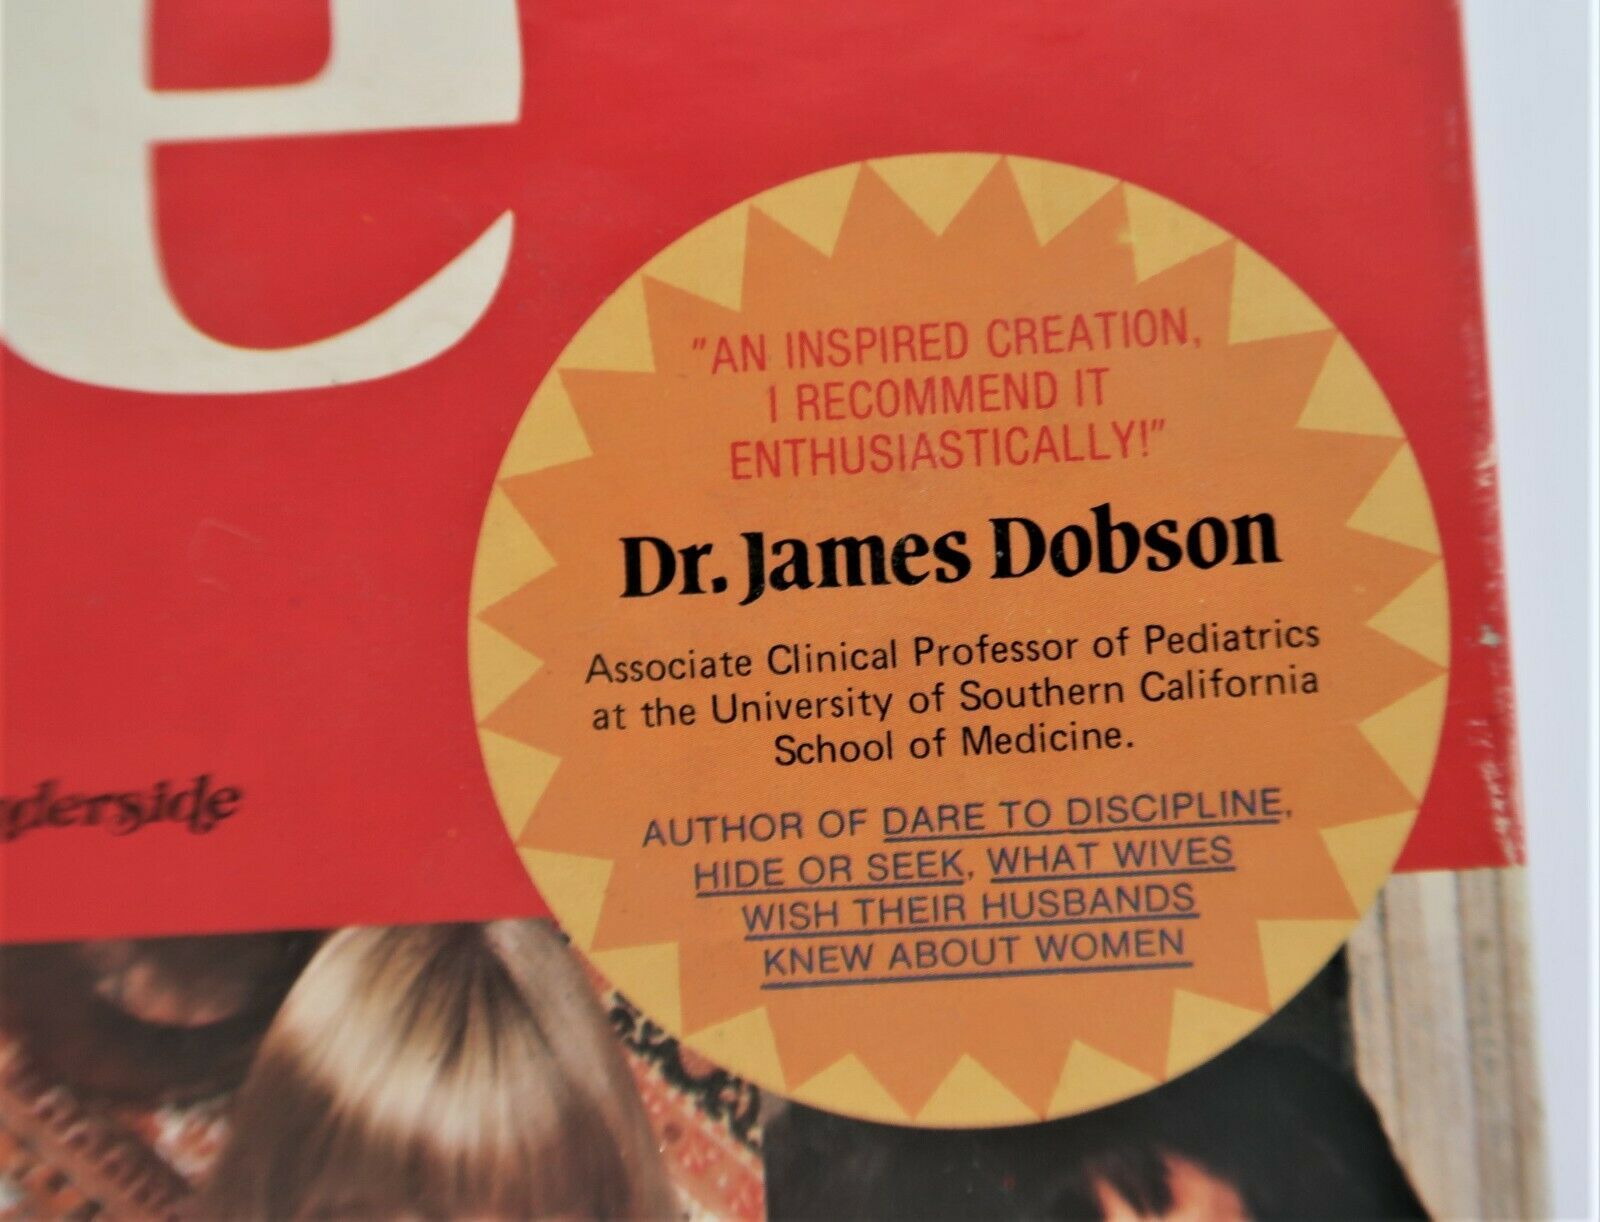 e
"AN INSPIRED CREATION,
I RECOMMEND IT
ENTHUSIASTICALLY!"
Dr. James Dobson
Associate Clinical Professor of Pediatrics
at the University of Southern California
School of Medicine.
AUTHOR OF DARE TO DISCIPLINE,
HIDE OR SEEK, WHAT WIVES
WISH THEIR HUSBANDS
KNEW ABOUT WOMEN